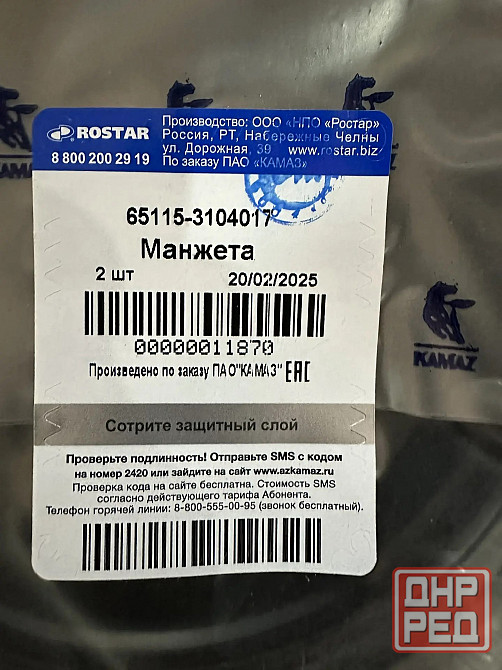 ROSTAR
8 800 200 29 19
Производство: ООО «НПО «Ростар»
Россия, РТ, Набережные Челны
ул. Дорожная, 39 www.rostar.biz
По заказу ПАО «КАМАЗ»
65115-3104017
Манжета
2 шт 20/02/2025
00000011870
Произведено по заказу ПАО"КАМАЗ" ЕАС
Сотрите защитный слой
Проверьте подлинность! Отправьте SMS с кодом
на номер 2420 или зайдите на сайт www.azkamaz.ru
Проверка кода на сайте бесплатна. Стоимость SMS
согласно действующего тарифа Абонента.
Телефон горячей линии: 8-800-555-00-95 (звонок бесплатный).
KAMAZ
ДНР
РЕД